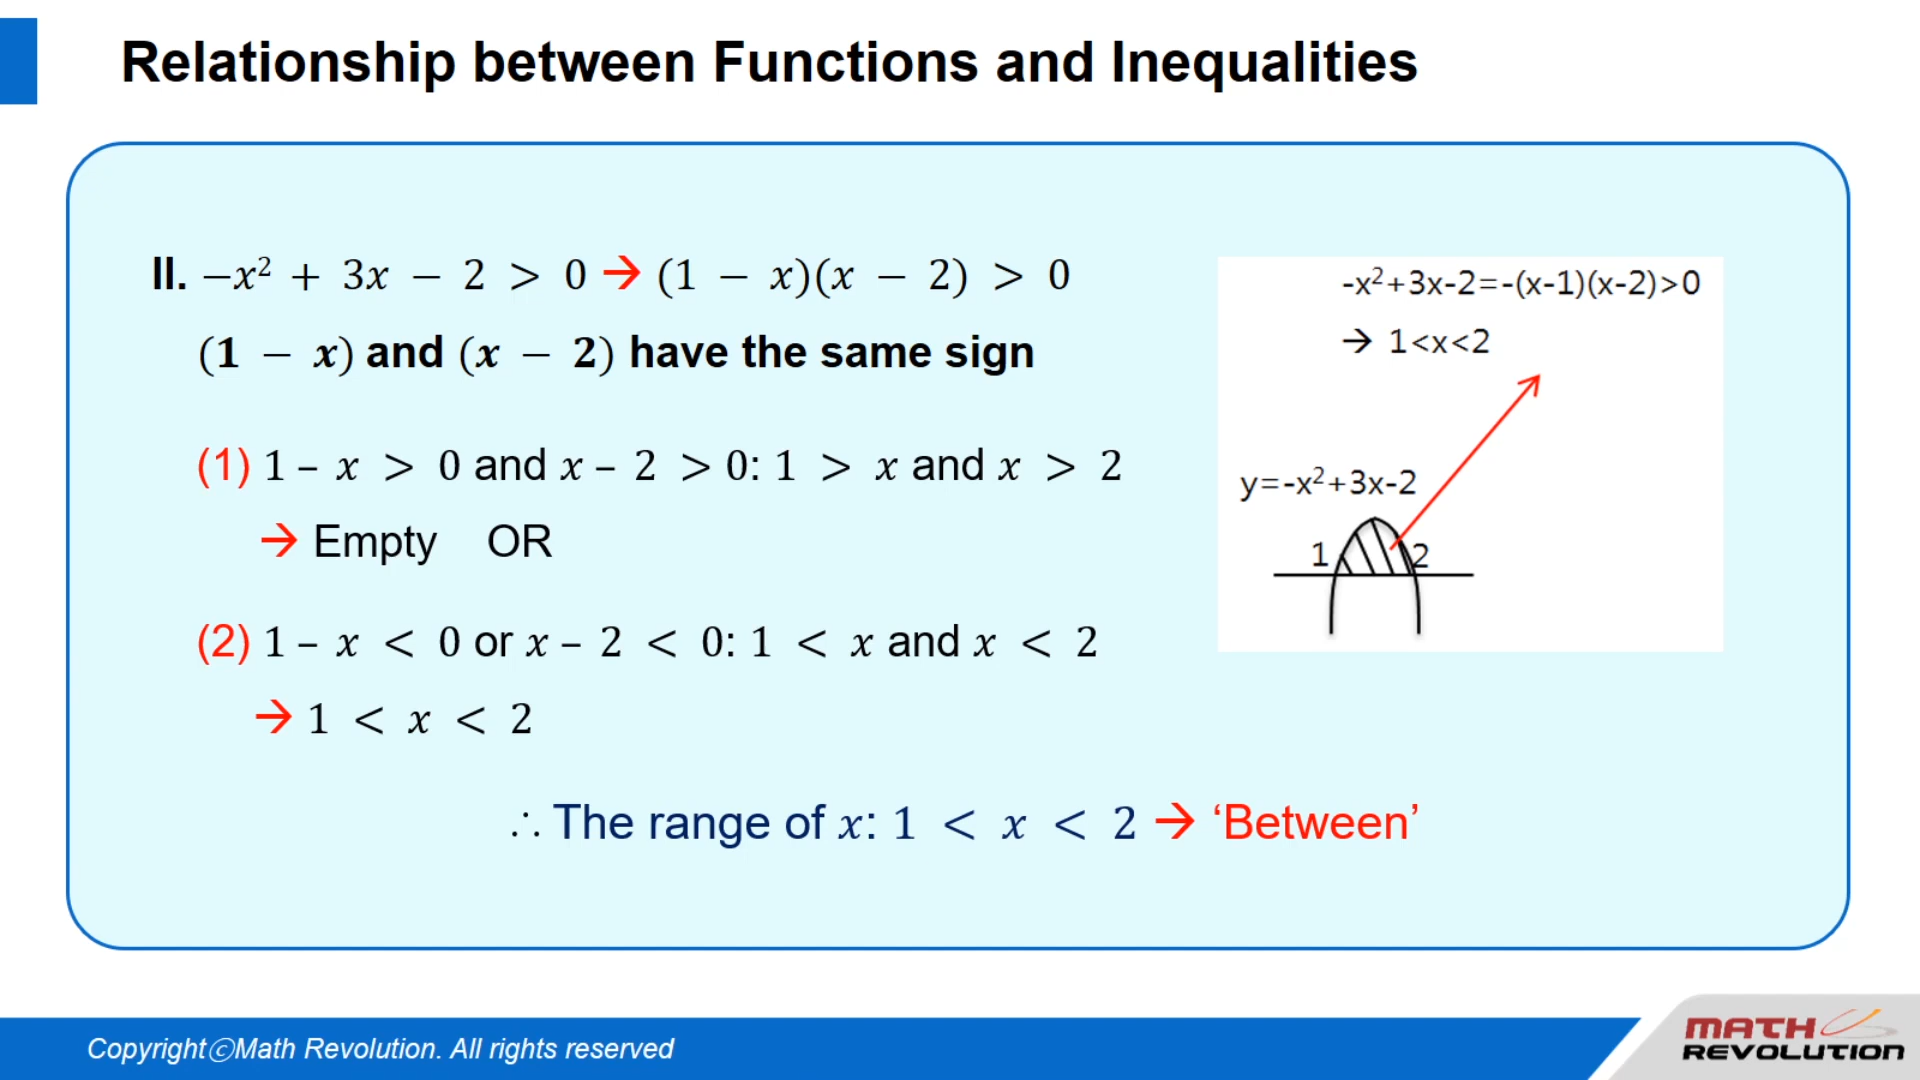 Relationship between Functions and Inequalities
II. −x² + 3x − 2 > 0 → (1 − x)(x − 2) > 0
(1 − x) and (x − 2) have the same sign
(1) 1 – x > 0 and x – 2 > 0: 1 > x and x > 2
→ Empty OR
(2) 1 – x < 0 or x – 2 < 0: 1 < x and x < 2
→ 1 < x < 2
∴ The range of x: 1 < x < 2 → ‘Between’
-x²+3x-2=-(x-1)(x-2)>0
→ 1<x<2
y=-x²+3x-2
1 2
CopyrightⓒMath Revolution. All rights reserved
MATH
REVOLUTION